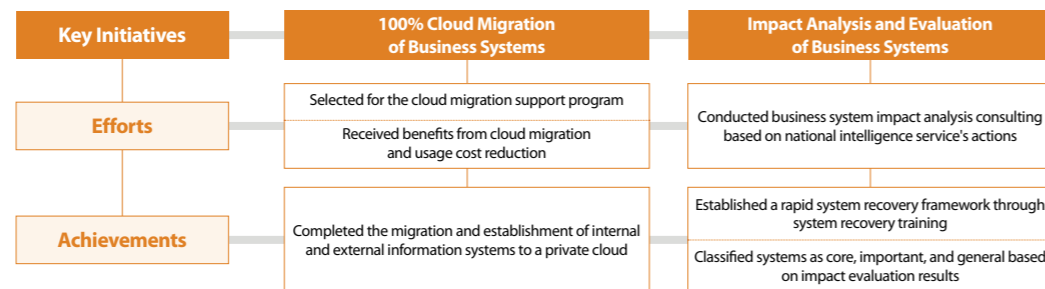 Key Initiatives
100% Cloud Migration
of Business Systems
Impact Analysis and Evaluation
of Business Systems
Efforts
Selected for the cloud migration support program
Received benefits from cloud migration
and usage cost reduction
Conducted business system impact analysis consulting
based on national intelligence service's actions
Achievements
Completed the migration and establishment of internal
and external information systems to a private cloud
Established a rapid system recovery framework through
system recovery training
Classified systems as core, important, and general based
on impact evaluation results